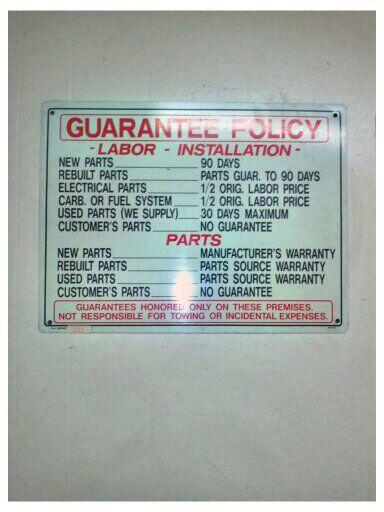 GUARANTEE POLICY
- LABOR - INSTALLATION -
NEW PARTS 90 DAYS
REBUILT PARTS PARTS GUAR. TO 90 DAYS
ELECTRICAL PARTS 1/2 ORIG. LABOR PRICE
CARB. OR FUEL SYSTEM 1/2 ORIG. LABOR PRICE
USED PARTS (WE SUPPLY) 30 DAYS MAXIMUM
CUSTOMER'S PARTS NO GUARANTEE
PARTS
NEW PARTS MANUFACTURER'S WARRANTY
REBUILT PARTS PARTS SOURCE WARRANTY
USED PARTS PARTS SOURCE WARRANTY
CUSTOMER'S PARTS NO GUARANTEE
GUARANTEES HONORED ONLY ON THESE PREMISES.
NOT RESPONSIBLE FOR TOWING OR INCIDENTAL EXPENSES.